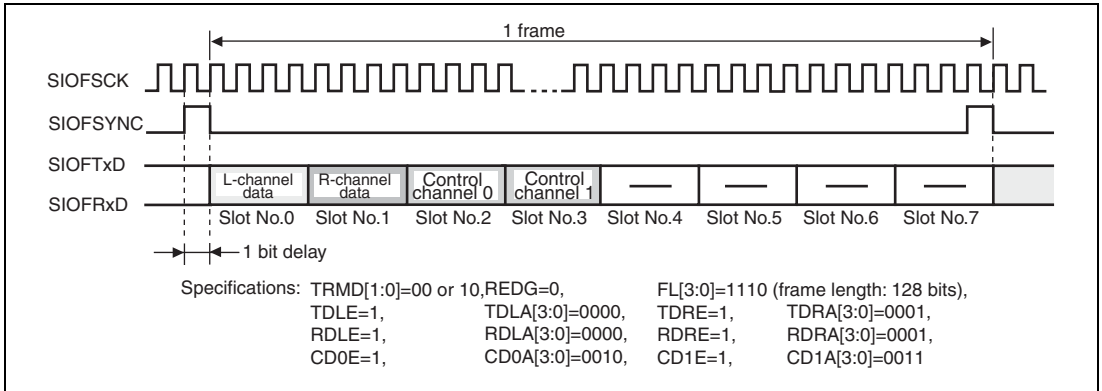 1 frame
SIOFSCK
SIOFSYNC
SIOFTxD
SIOFRxD
L-channel data
R-channel data
Control channel 0
Control channel 1
Slot No.0 Slot No.1 Slot No.2 Slot No.3 Slot No.4 Slot No.5 Slot No.6 Slot No.7
1 bit delay
Specifications: TRMD[1:0]=00 or 10,REDG=0, FL[3:0]=1110 (frame length: 128 bits),
TDLE=1, TDLA[3:0]=0000, TDRE=1, TDRA[3:0]=0001,
RDLE=1, RDLA[3:0]=0000, RDRE=1, RDRA[3:0]=0001,
CD0E=1, CD0A[3:0]=0010, CD1E=1, CD1A[3:0]=0011